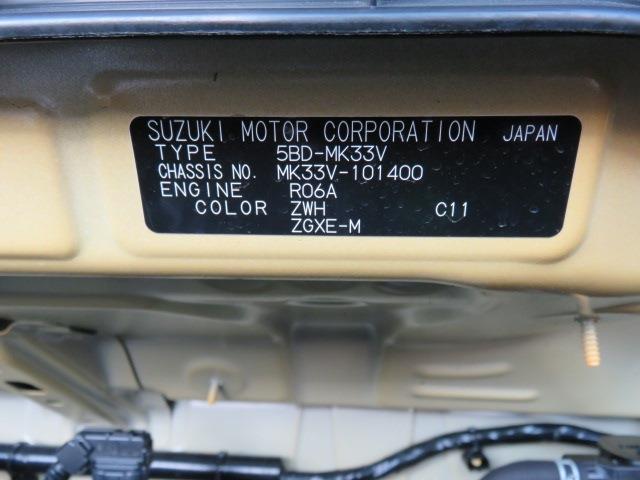 SUZUKI MOTOR CORPORATION JAPAN
TYPE 5BD-MK33V
CHASSIS NO. MK33V-101400
ENGINE R06A
COLOR ZWH C11
ZGXE-M